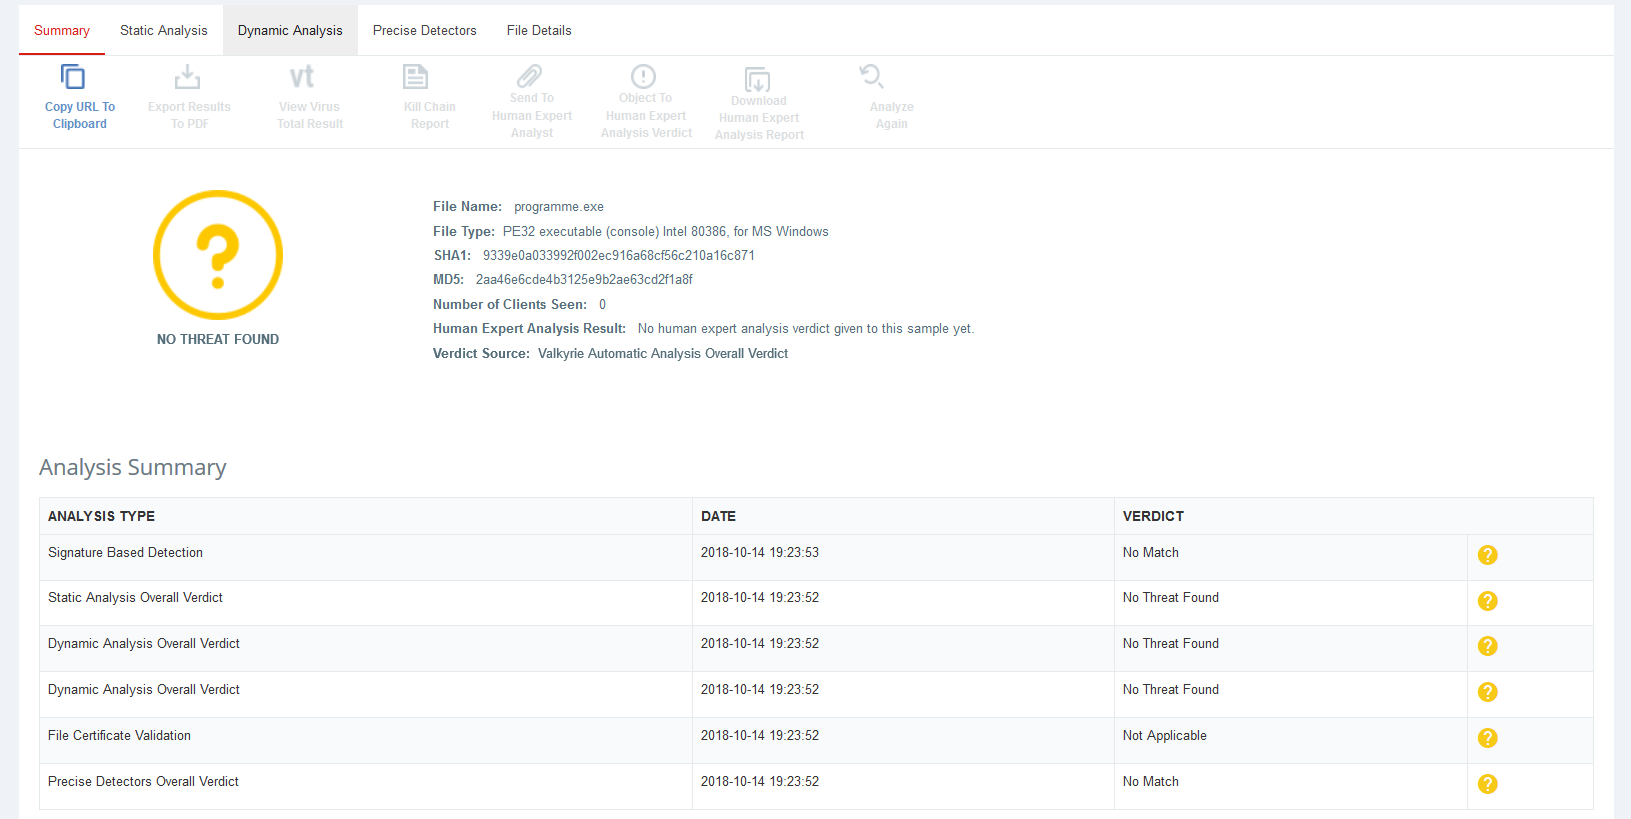 Summary Static Analysis Dynamic Analysis Precise Detectors File Details
vt
Copy URL To Clipboard
Export Results To PDF
View Virus Total Result
Kill Chain Report
Send To Human Expert Analyst
Object To Human Expert Analysis Verdict
Download Human Expert Analysis Report
Analyze Again
?
NO THREAT FOUND
File Name: programme.exe
File Type: PE32 executable (console) Intel 80386, for MS Windows
SHA1: 9339e0a033992f002ec916a68cf56c210a16c871
MD5: 2aa46e6cde4b3125e9b2ae63cd2f1a8f
Number of Clients Seen: 0
Human Expert Analysis Result: No human expert analysis verdict given to this sample yet.
Verdict Source: Valkyrie Automatic Analysis Overall Verdict
Analysis Summary
ANALYSIS TYPE DATE VERDICT
Signature Based Detection 2018-10-14 19:23:53 No Match ?
Static Analysis Overall Verdict 2018-10-14 19:23:52 No Threat Found ?
Dynamic Analysis Overall Verdict 2018-10-14 19:23:52 No Threat Found ?
Dynamic Analysis Overall Verdict 2018-10-14 19:23:52 No Threat Found ?
File Certificate Validation 2018-10-14 19:23:52 Not Applicable ?
Precise Detectors Overall Verdict 2018-10-14 19:23:52 No Match ?